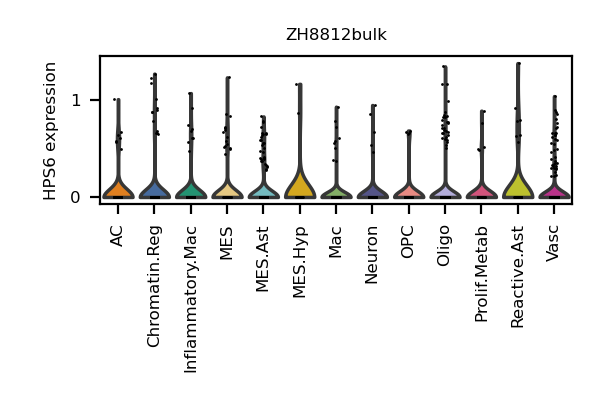 ZH8812bulk
HPS6 expression
1
0
AC
Chromatin.Reg
Inflammatory.Mac
MES
MES.Ast
MES.Hyp
Mac
Neuron
OPC
Oligo
Prolif.Metab
Reactive.Ast
Vasc